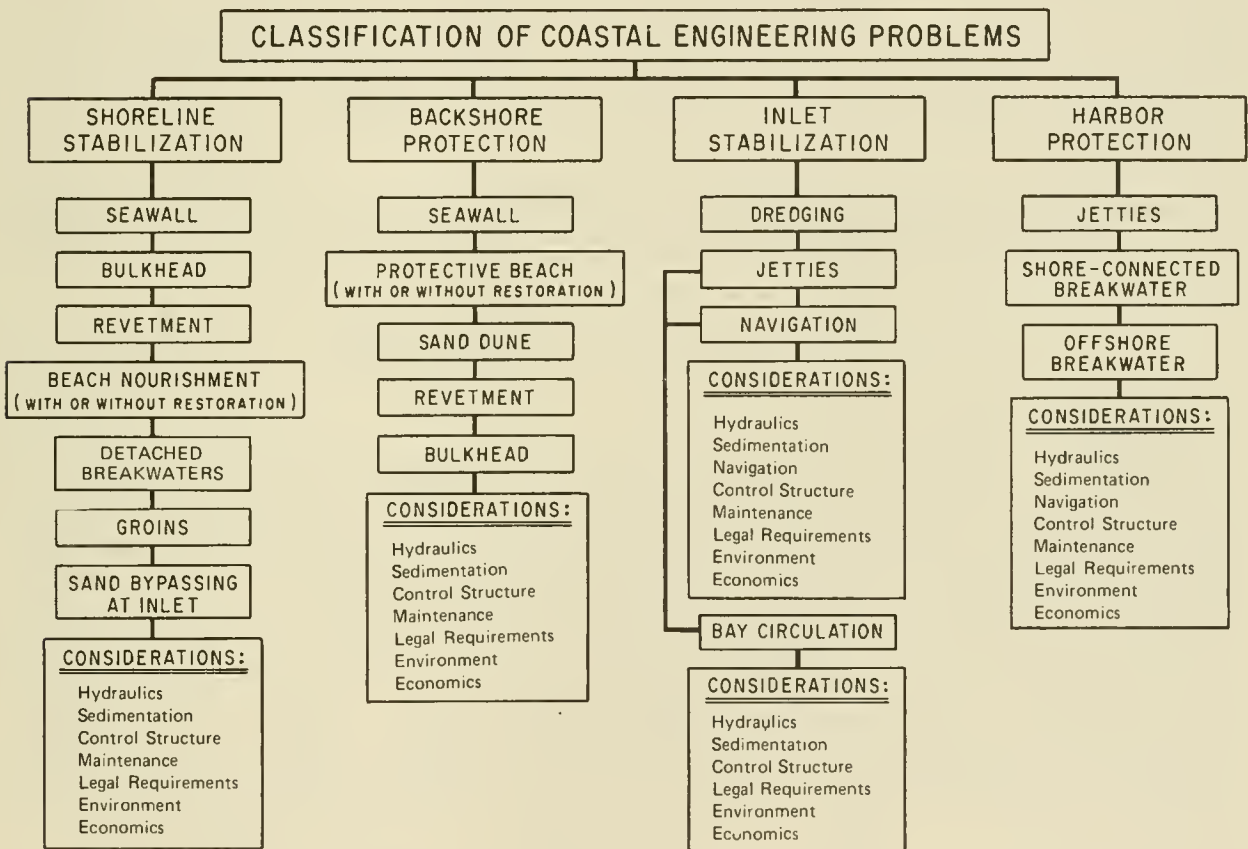 CLASSIFICATION OF COASTAL ENGINEERING PROBLEMS
SHORELINE
STABILIZATION
SEAWALL
BULKHEAD
REVETMENT
BEACH NOURISHMENT
(WITH OR WITHOUT RESTORATION)
DETACHED
BREAKWATERS
GROINS
SAND BYPASSING
AT INLET
CONSIDERATIONS:
Hydraulics
Sedimentation
Control Structure
Maintenance
Legal Requirements
Environment
Economics
BACKSHORE
PROTECTION
SEAWALL
PROTECTIVE BEACH
(WITH OR WITHOUT RESTORATION)
SAND DUNE
REVETMENT
BULKHEAD
CONSIDERATIONS:
Hydraulics
Sedimentation
Control Structure
Maintenance
Legal Requirements
Environment
Economics
INLET
STABILIZATION
DREDGING
JETTIES
NAVIGATION
CONSIDERATIONS:
Hydraulics
Sedimentation
Navigation
Control Structure
Maintenance
Legal Requirements
Environment
Economics
BAY CIRCULATION
CONSIDERATIONS:
Hydraulics
Sedimentation
Control Structure
Legal Requirements
Environment
Economics
HARBOR
PROTECTION
JETTIES
SHORE-CONNECTED
BREAKWATER
OFFSHORE
BREAKWATER
CONSIDERATIONS:
Hydraulics
Sedimentation
Navigation
Control Structure
Maintenance
Legal Requirements
Environment
Economics